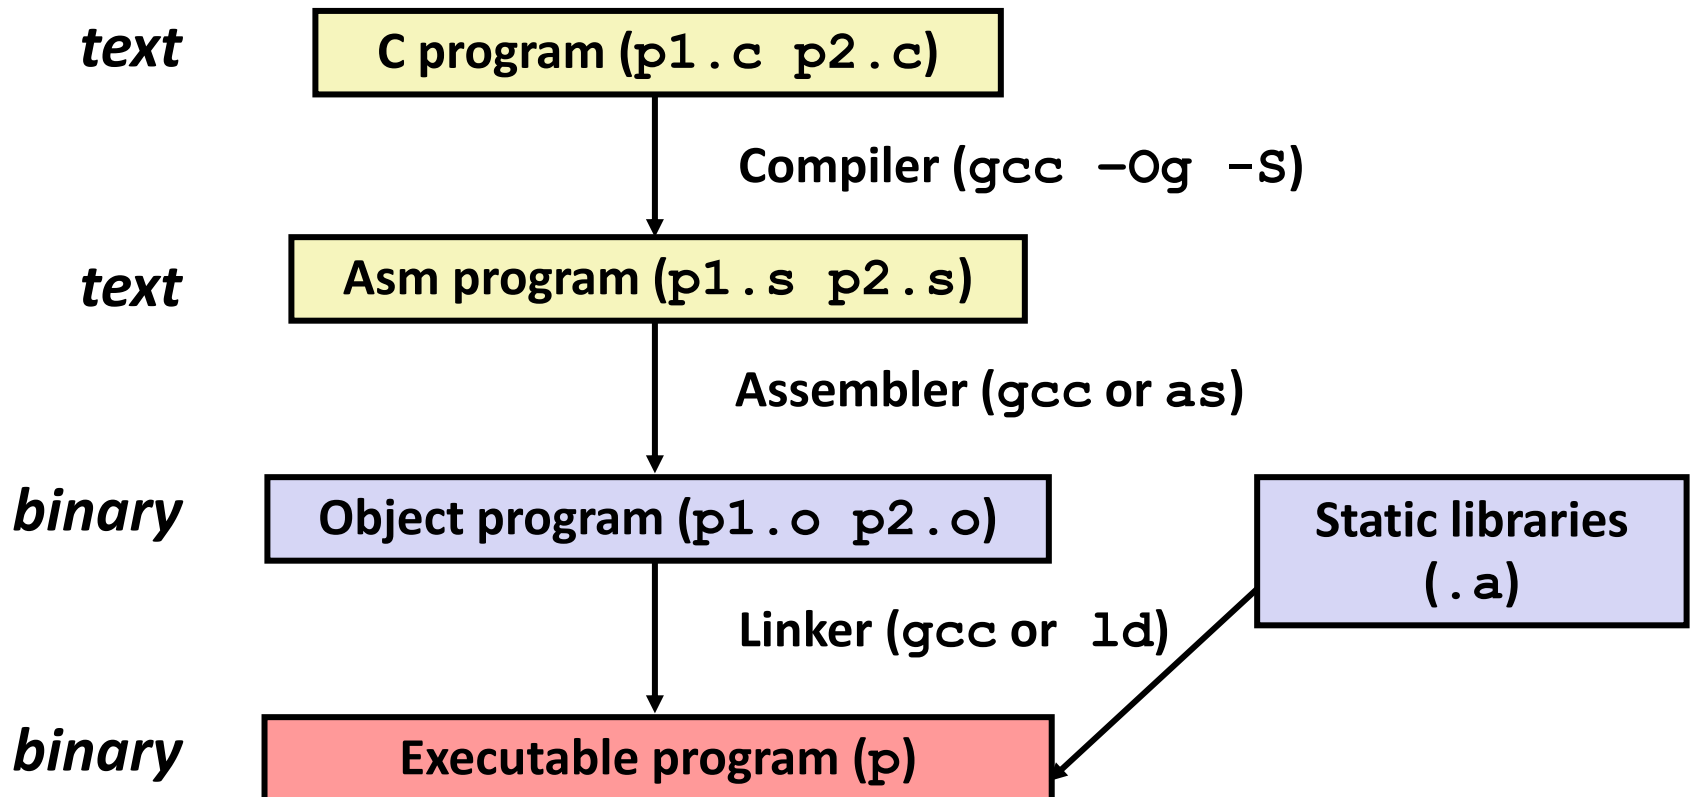 text
C program (p1.c p2.c)
Compiler (gcc –Og -S)
text
Asm program (p1.s p2.s)
Assembler (gcc or as)
binary
Object program (p1.o p2.o)
Static libraries
(.a)
Linker (gcc or ld)
binary
Executable program (p)